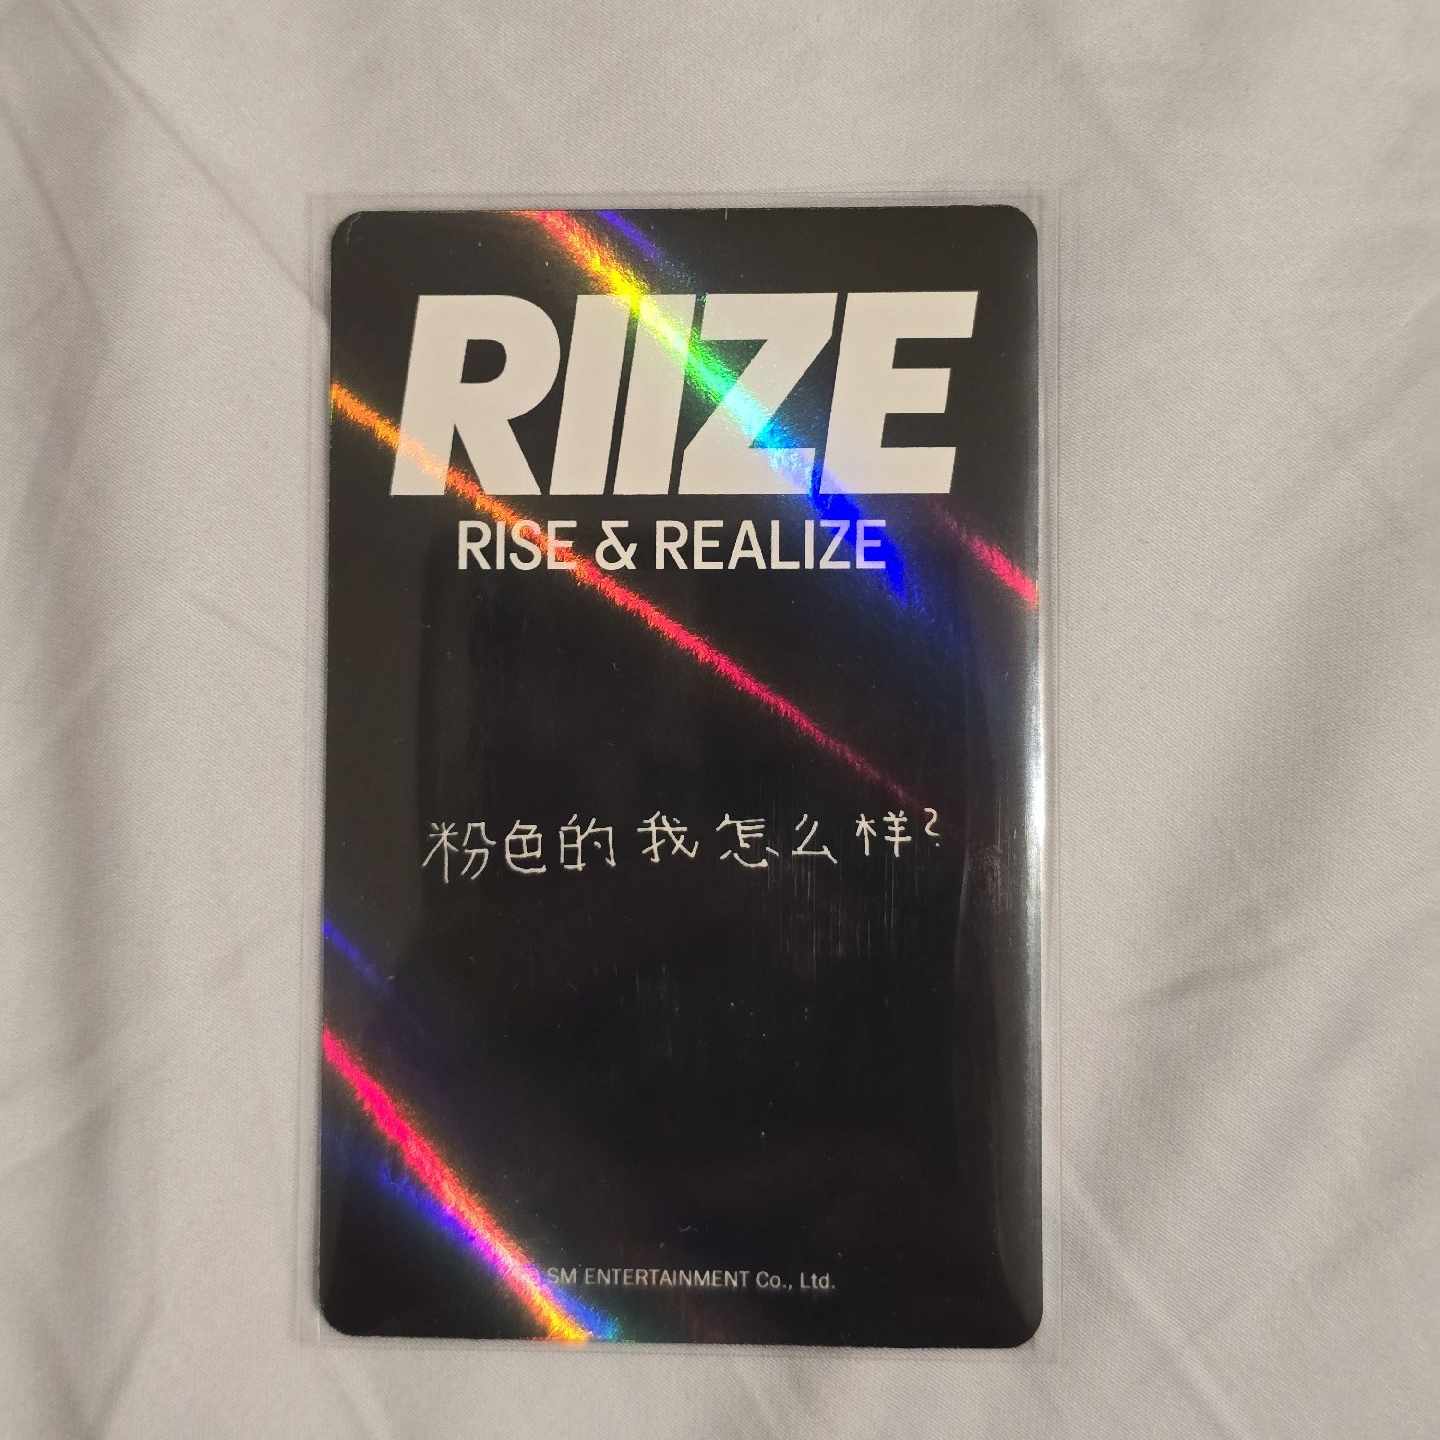 RIIZE
RISE & REALIZE
粉色的我怎么样?
SM ENTERTAINMENT Co., Ltd.